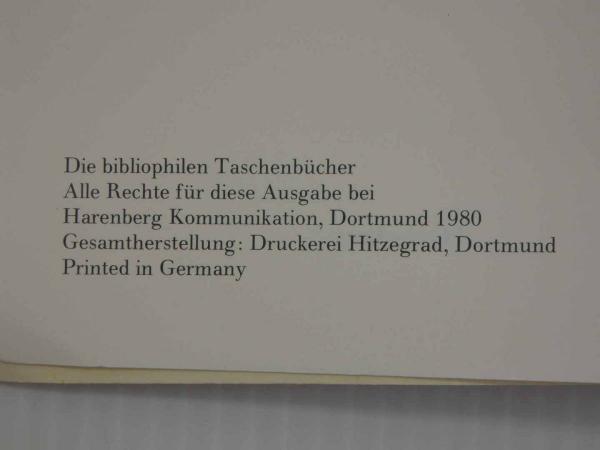 Die bibliophilen Taschenbücher
Alle Rechte für diese Ausgabe bei
Harenberg Kommunikation, Dortmund 1980
Gesamtherstellung: Druckerei Hitzegrad, Dortmund
Printed in Germany